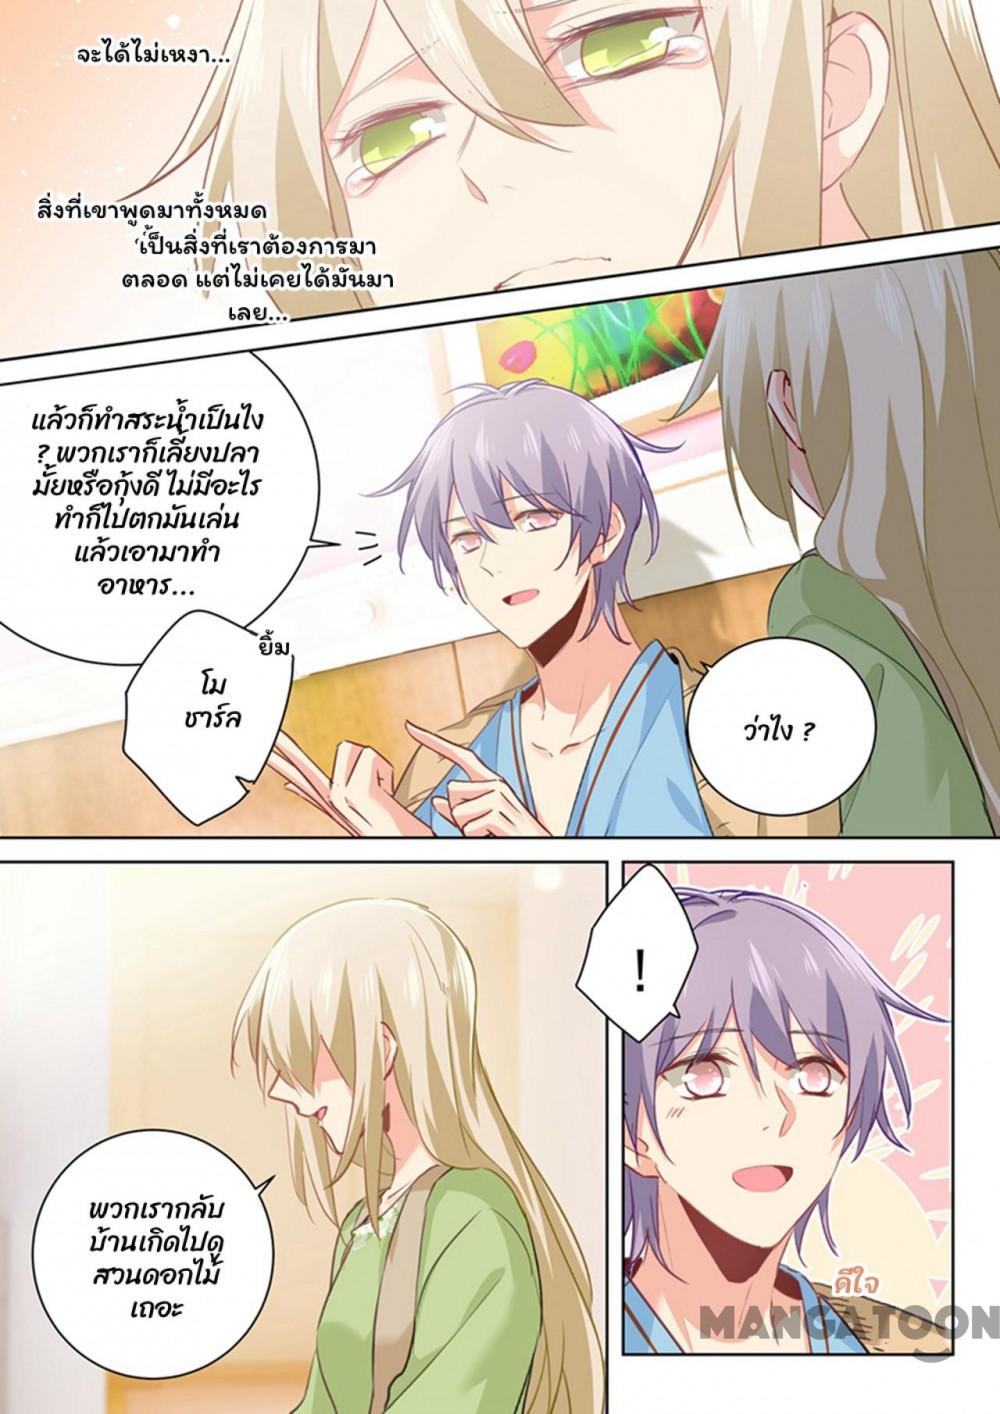 จะได้ไม่เหงา...
สิ่งที่เขาพูดมาทั้งหมด
เป็นสิ่งที่เราต้องการมา
ตลอด แต่ไม่เคยได้มันมา
เลย...
แล้วก็ทำสระน้ำเป็นไง
? พวกเราก็เลี้ยงปลา
มั้ยหรือกุ้งดี ไม่มีอะไร
ทำก็ไปตกมันเล่น
แล้วเอามาทำ
อาหาร...
ยิ้ม
โม
ชาร์ล
ว่าไง ?
!
พวกเรากลับ
บ้านเกิดไปดู
สวนดอกไม้
เถอะ
ดีใจ
MANGATOON